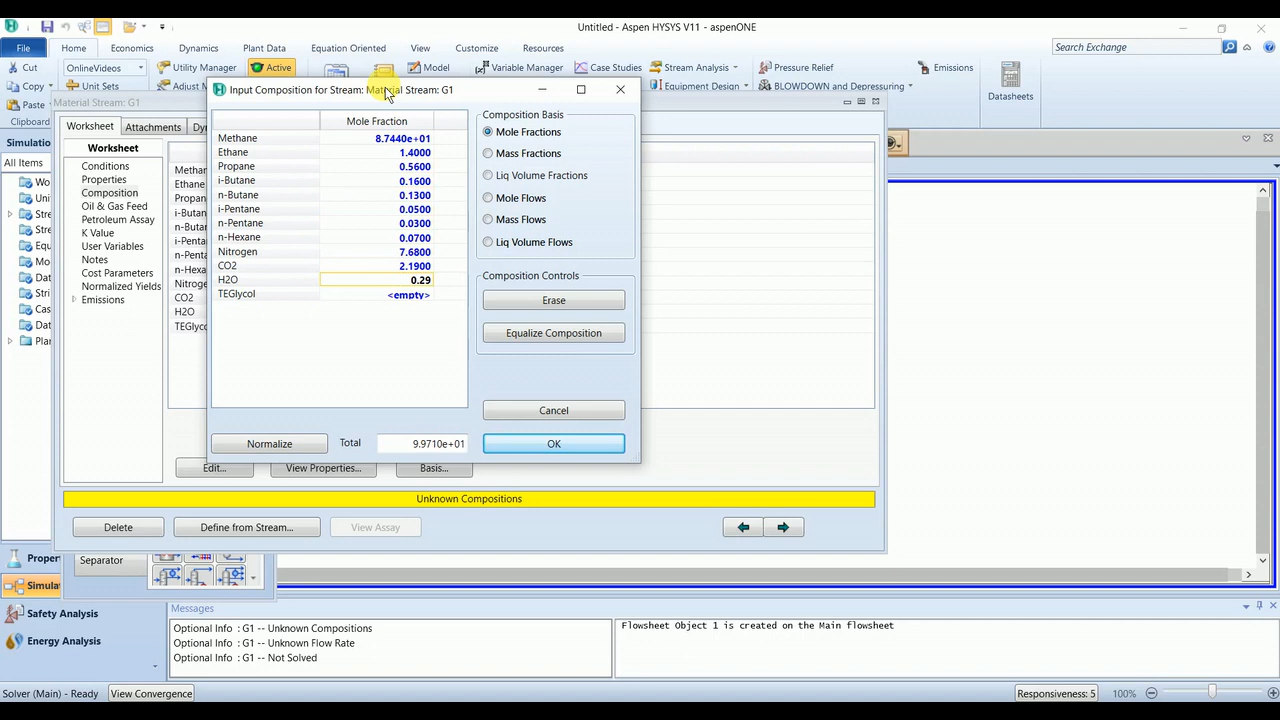 Untitled - Aspen HYSYS V11 - aspenONE
File
Home
Economics
Dynamics
Plant Data
Equation Oriented
View
Customize
Resources
Search Exchange
Cut
OnlineVideos
Utility Manager
Active
Model
Variable Manager
Case Studies
Stream Analysis
Pressure Relief
Emissions
Copy
Unit Sets
Adjust M
Equipment Design
BLOWDOWN and Depressuring
Datasheets
Paste
Clipboard
Material Stream: G1
Input Composition for Stream: Material Stream: G1
Worksheet
Attachments
Dyn
Simulation
All Items
Worksheet
Conditions
Properties
Composition
Oil & Gas Feed
Petroleum Assay
K Value
User Variables
Notes
Cost Parameters
Normalized Yields
Emissions
Mole Fraction
Methane 8.7440e+01
Ethane 1.4000
Propane 0.5600
i-Butane 0.1600
n-Butane 0.1300
i-Pentane 0.0500
n-Pentane 0.0300
n-Hexane 0.0700
Nitrogen 7.6800
CO2 2.1900
H2O 0.29
TEGlycol <empty>
Composition Basis
Mole Fractions
Mass Fractions
Liq Volume Fractions
Mole Flows
Mass Flows
Liq Volume Flows
Composition Controls
Erase
Equalize Composition
Cancel
Normalize
Total
9.9710e+01
OK
Edit...
View Properties...
Basis...
Unknown Compositions
Delete
Define from Stream...
View Assay
Separator
Proper
Simulat
Safety Analysis
Energy Analysis
Messages
Optional Info : G1 -- Unknown Compositions
Optional Info : G1 -- Unknown Flow Rate
Optional Info : G1 -- Not Solved
Flowsheet Object 1 is created on the Main flowsheet
Solver (Main) - Ready
View Convergence
Responsiveness: 5
100%